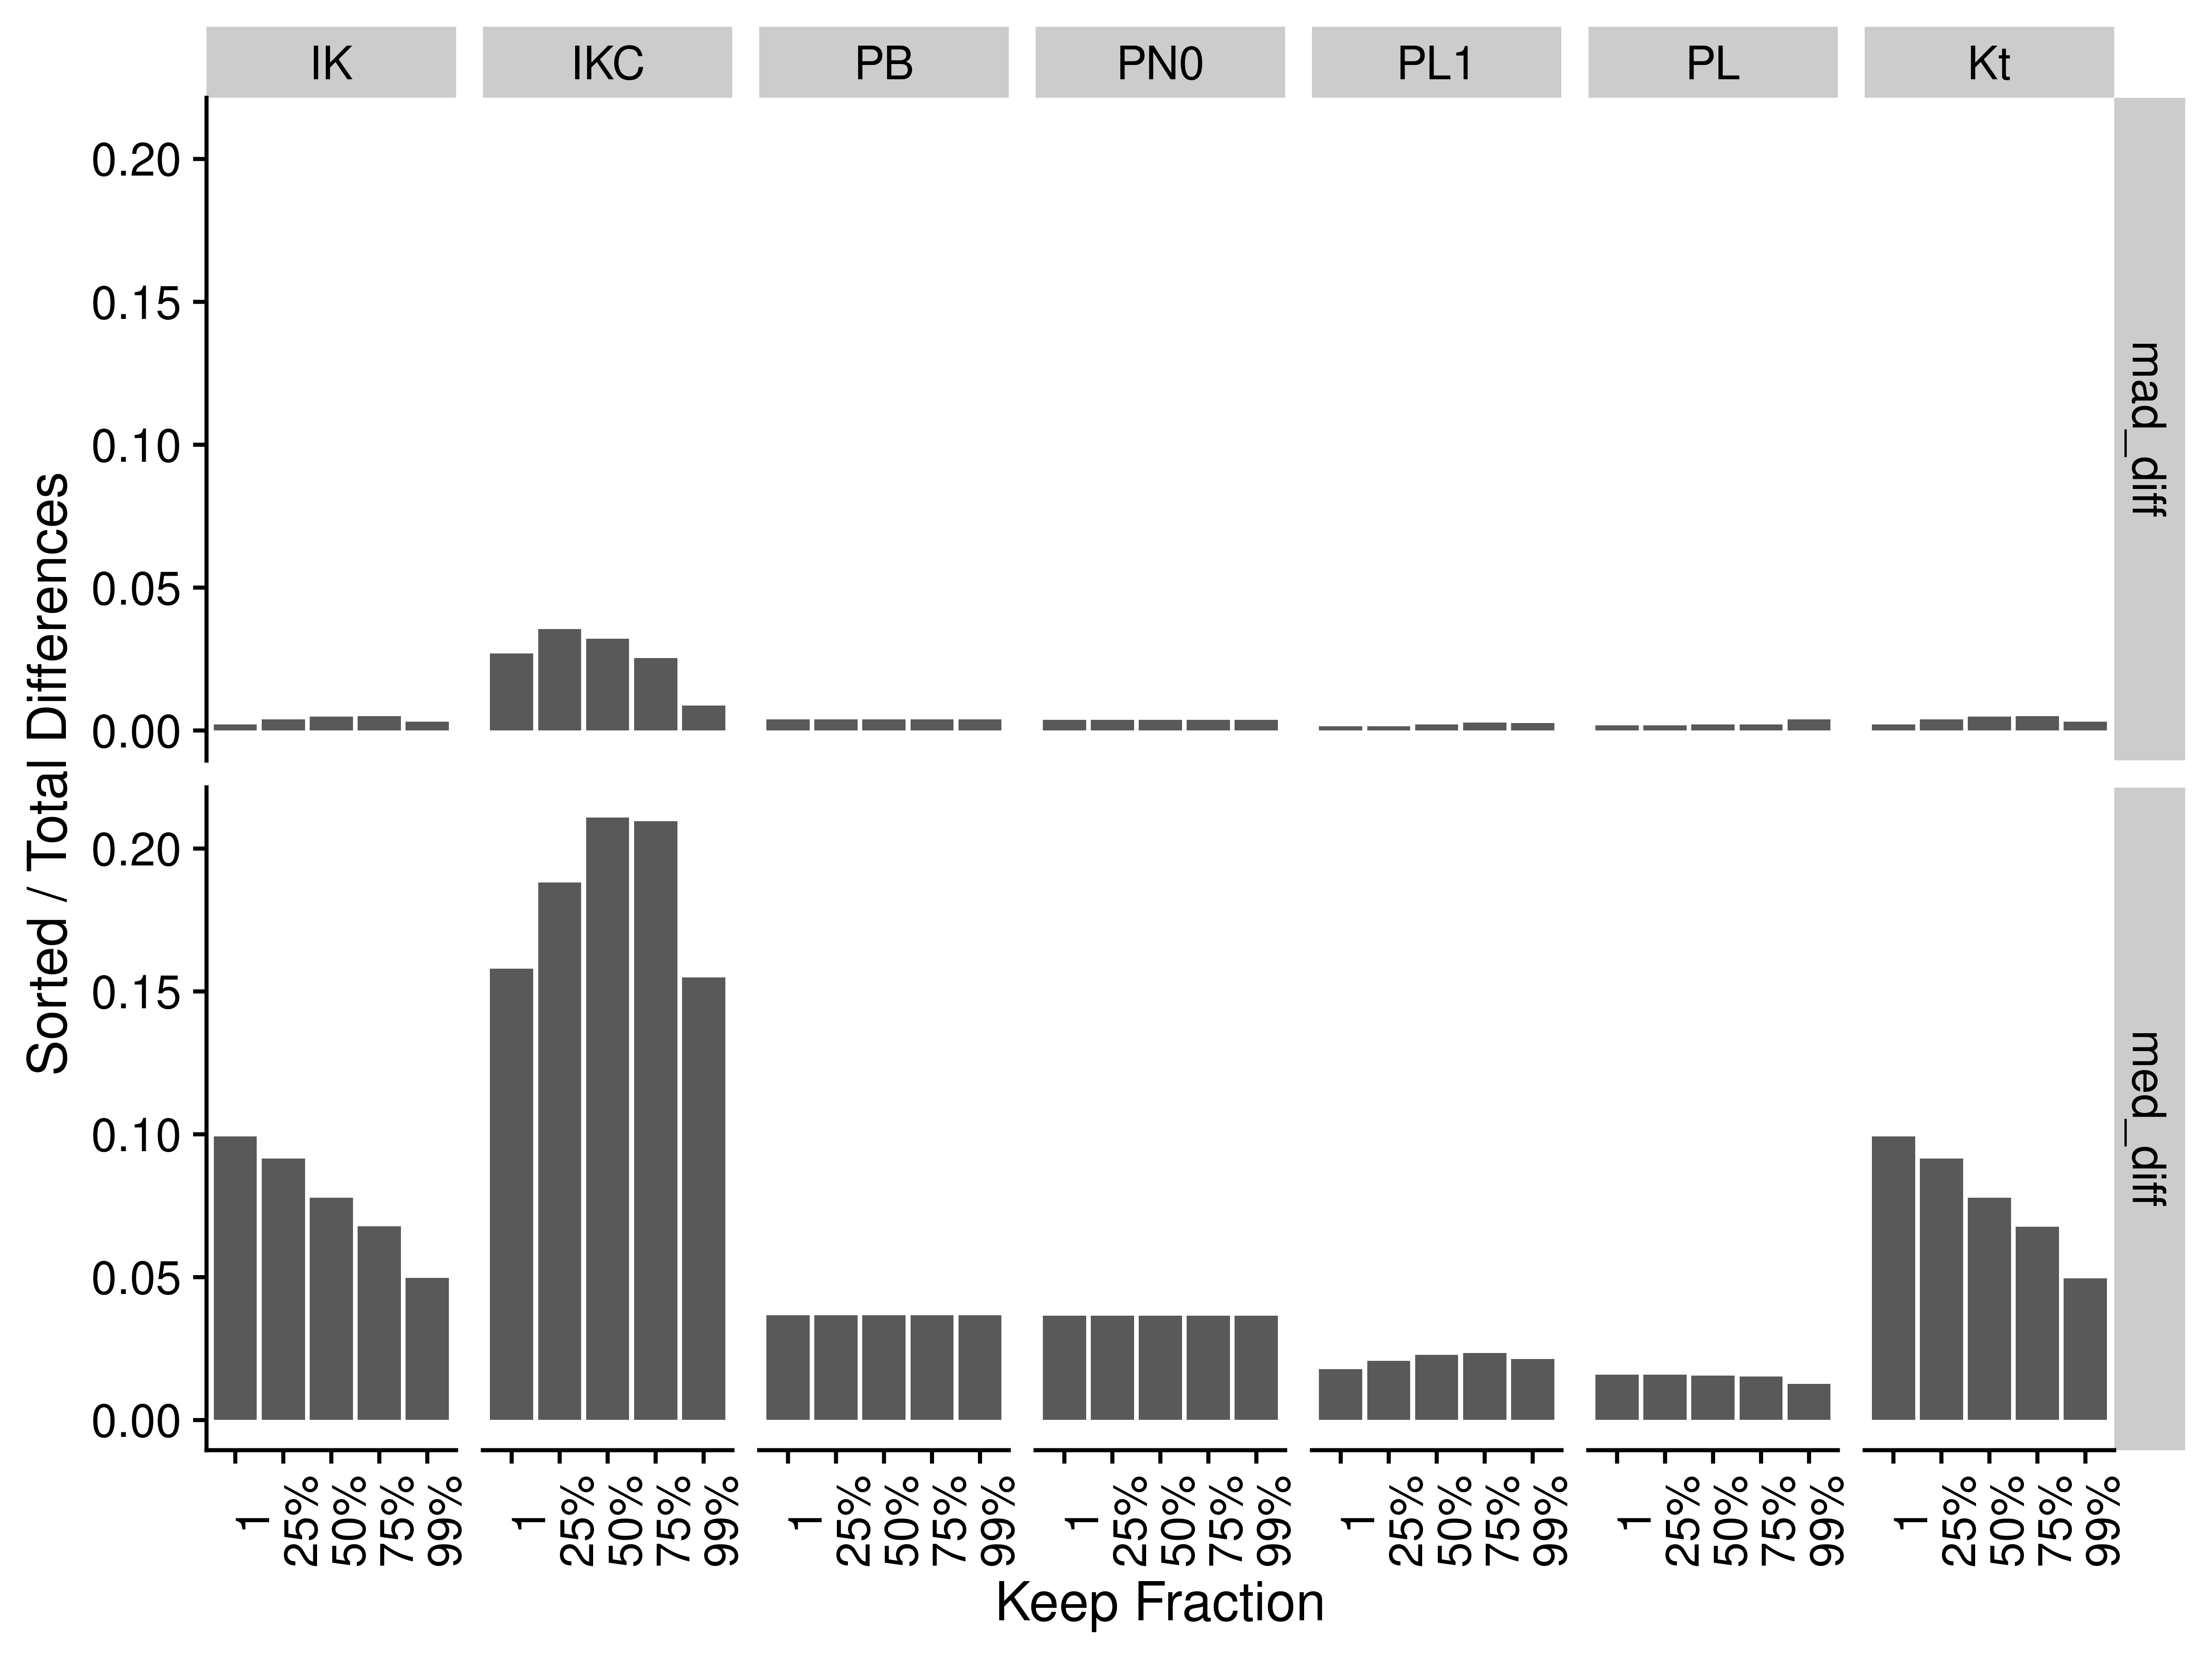 IK IKC PB PN0 PL1 PL Kt
0.20
0.15
0.10
0.05
0.00
mad_diff
Sorted / Total Differences
0.20
0.15
0.10
0.05
0.00
med_diff
1 25% 50% 75% 99% 1 25% 50% 75% 99% 1 25% 50% 75% 99% 1 25% 50% 75% 99% 1 25% 50% 75% 99% 1 25% 50% 75% 99% 1 25% 50% 75% 99%
Keep Fraction